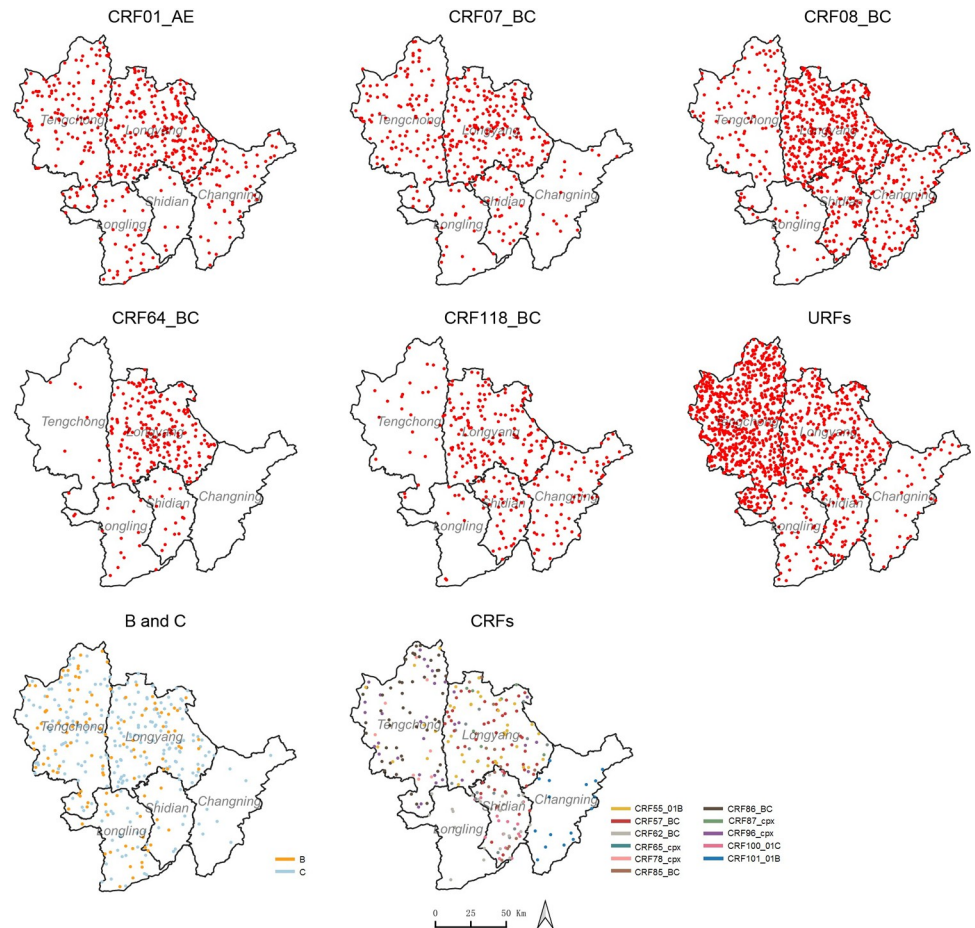 CRF01_AE
CRF07_BC
CRF08_BC
Tengchong
Longyang
Shidian
Changning
Longling
Tengchong
Longyang
Shidian
Changning
Longling
Tengchong
Longyang
Shidian
Changning
Longling
CRF64_BC
CRF118_BC
URFs
Tengchong
Longyang
Shidian
Changning
Longling
Tengchong
Longyang
Shidian
Changning
Longling
Tengchong
Longyang
Shidian
Changning
Longling
B and C
CRFs
Tengchong
Longyang
Shidian
Changning
Longling
B
C
Tengchong
Longyang
Shidian
Changning
Longling
CRF55_01B
CRF57_BC
CRF62_BC
CRF65_cpx
CRF78_cpx
CRF85_BC
CRF86_BC
CRF87_cpx
CRF96_cpx
CRF100_01C
CRF101_01B
0 25 50 Km